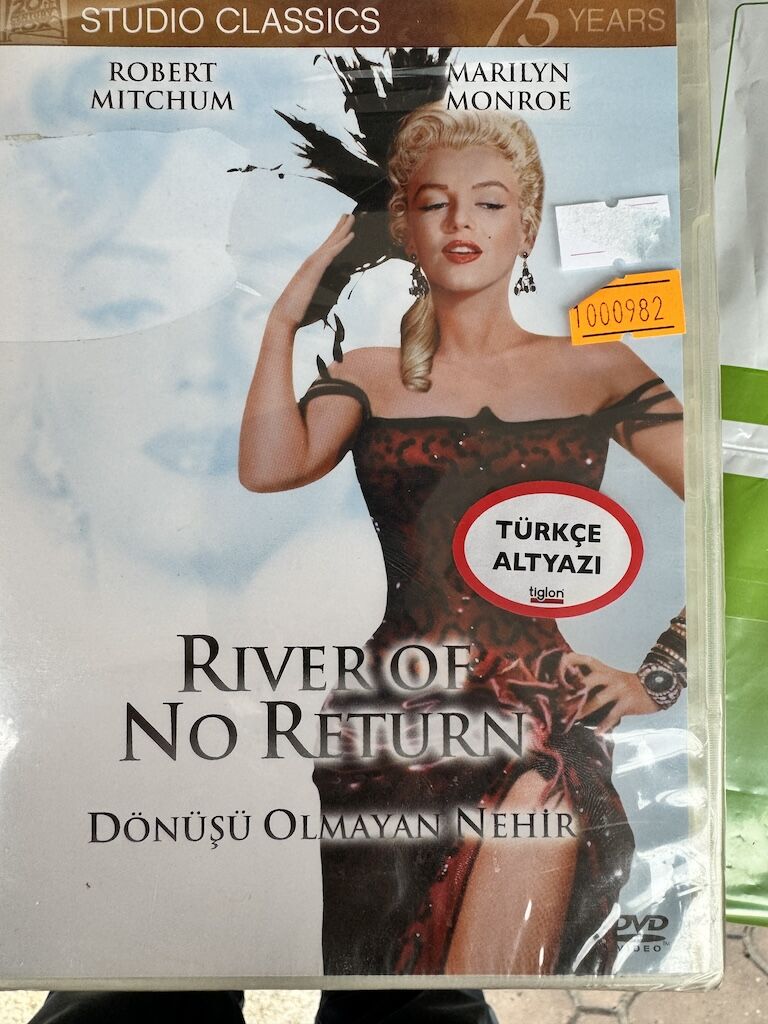 STUDIO CLASSICS
75 YEARS
ROBERT
MITCHUM
MARILYN
MONROE
1000982
TÜRKÇE
ALTYAZI
tiglon
RIVER OF
NO RETURN
DÖNÜŞÜ OLMAYAN NEHİR
DVD
VIDEO
TM